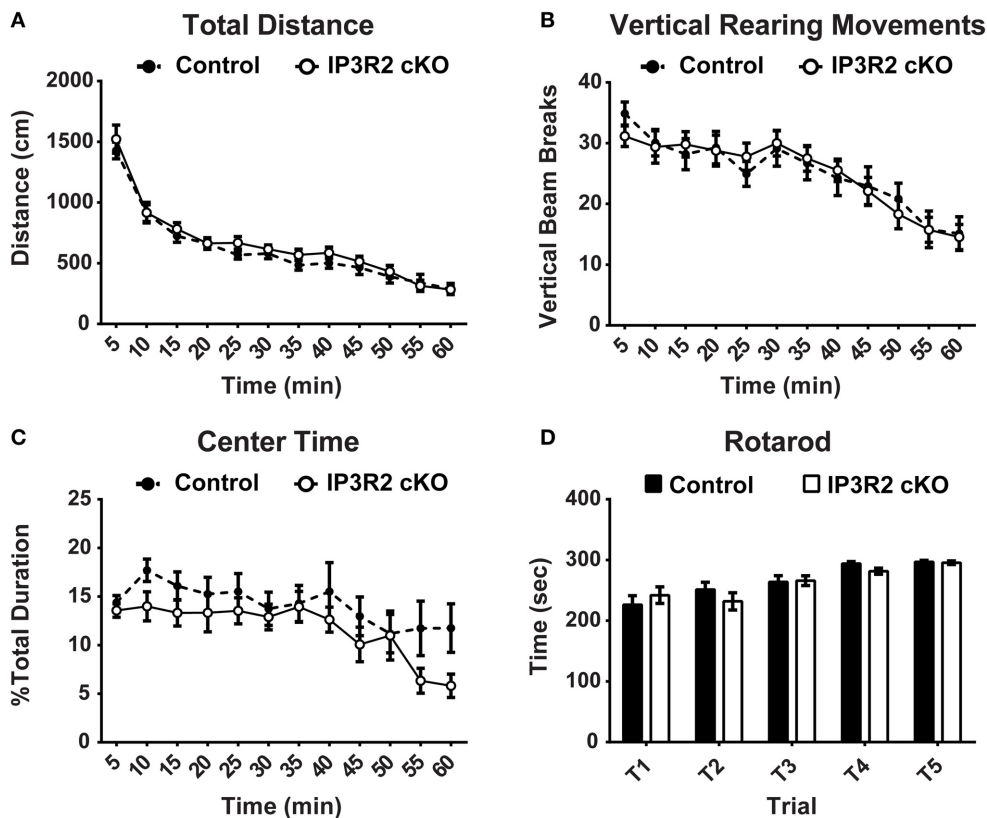 A
Total Distance
Control
IP3R2 cKO
Distance (cm)
2000
1500
1000
500
0
5 10 15 20 25 30 35 40 45 50 55 60
Time (min)
B
Vertical Rearing Movements
Control
IP3R2 cKO
Vertical Beam Breaks
40
30
20
10
0
5 10 15 20 25 30 35 40 45 50 55 60
Time (min)
C
Center Time
Control
IP3R2 cKO
%Total Duration
25
20
15
10
5
0
5 10 15 20 25 30 35 40 45 50 55 60
Time (min)
D
Rotarod
Control
IP3R2 cKO
Time (sec)
400
300
200
100
0
T1 T2 T3 T4 T5
Trial